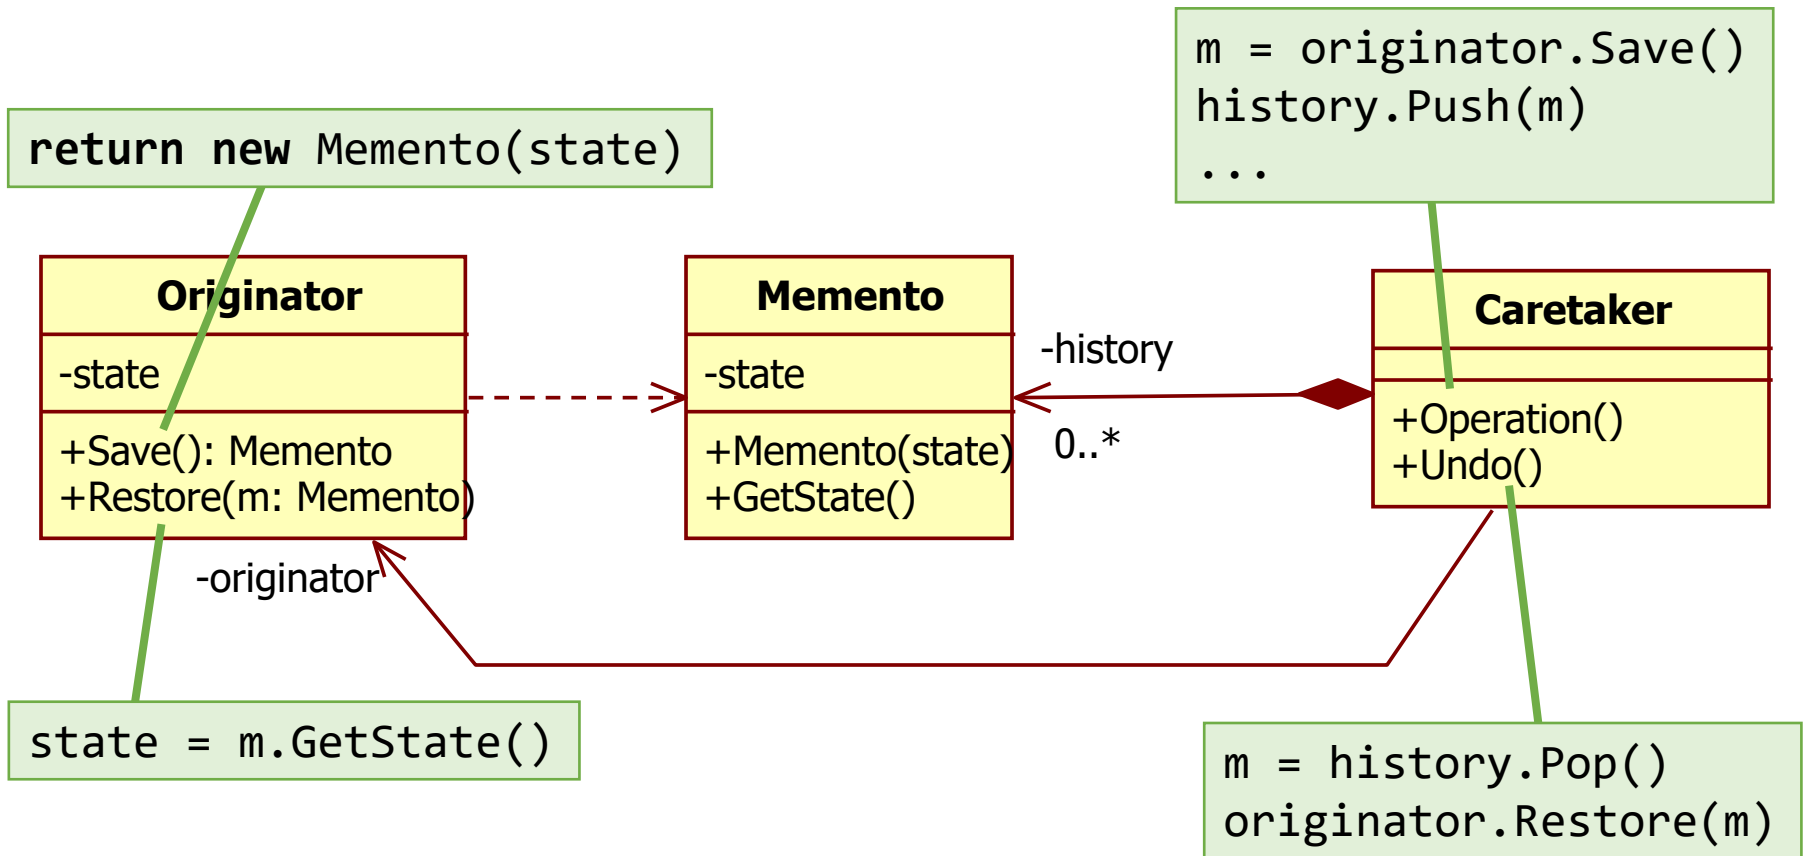 m = originator.Save()
history.Push(m)
...
return new Memento(state)
Originator
-state
+Save(): Memento
+Restore(m: Memento)
Memento
-state
+Memento(state)
+GetState()
-history
0..*
Caretaker
+Operation()
+Undo()
-originator
state = m.GetState()
m = history.Pop()
originator.Restore(m)